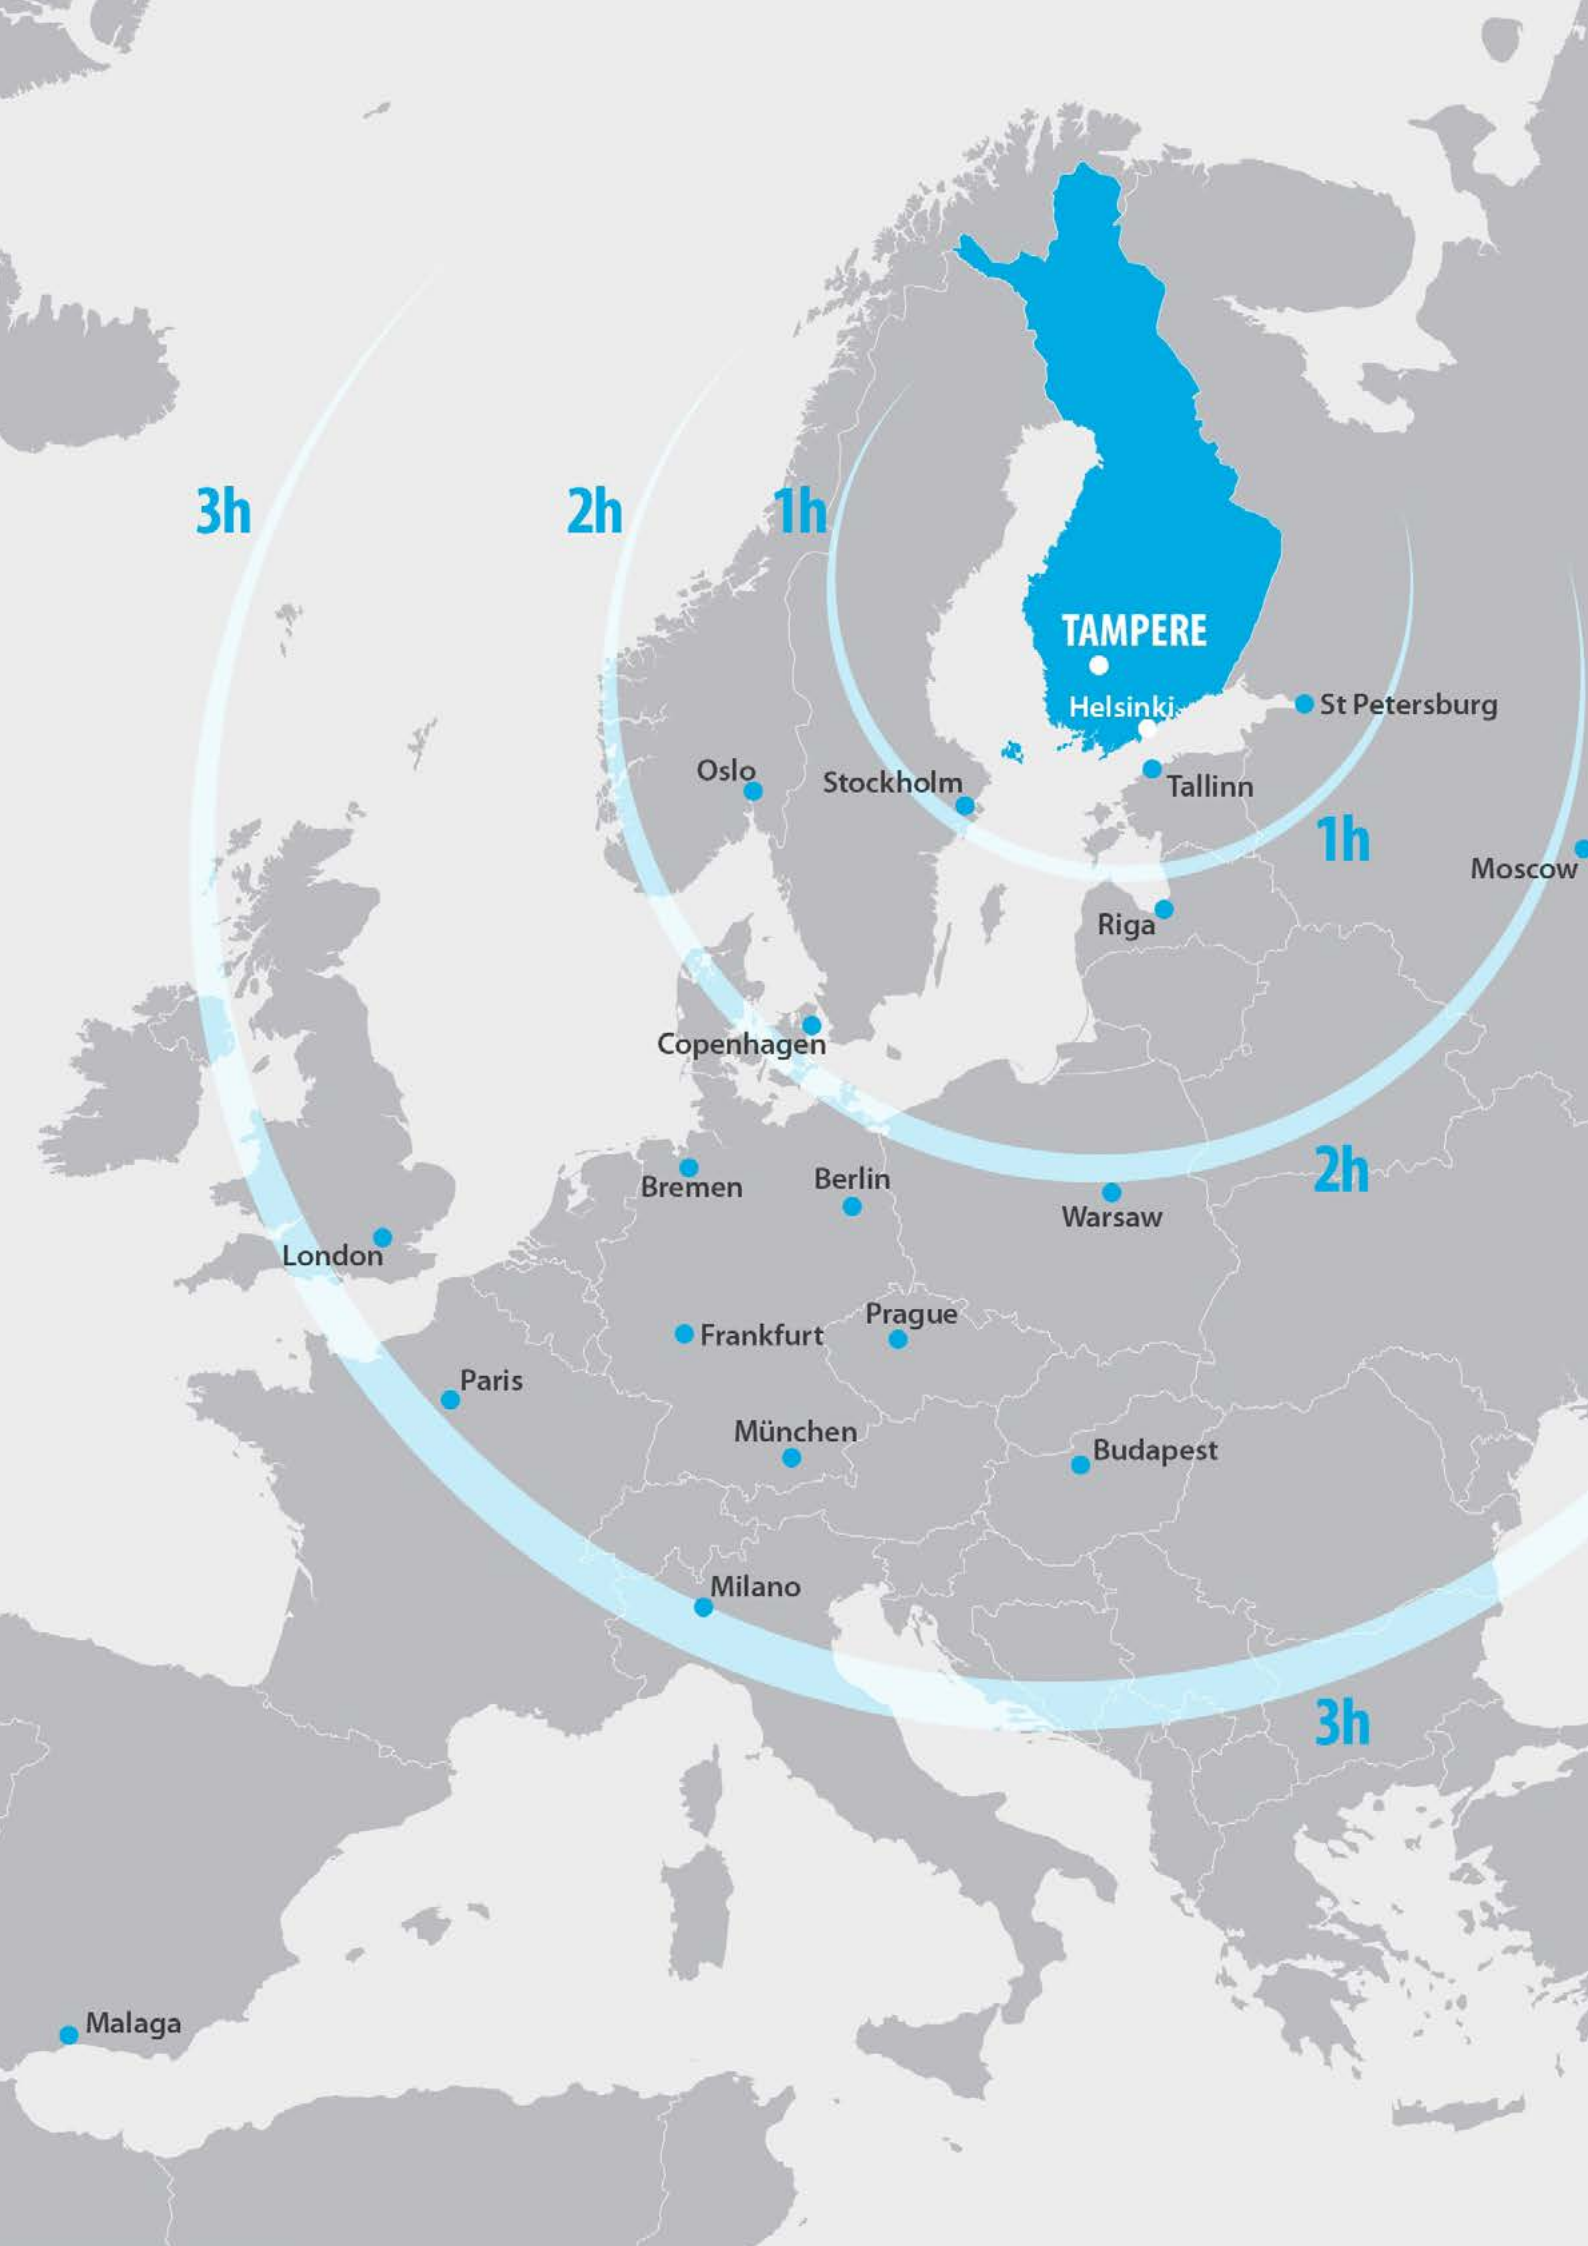 3h
2h
1h
TAMPERE
Helsinki
St Petersburg
Oslo
Stockholm
Tallinn
1h
Moscow
Riga
Copenhagen
2h
Bremen
Berlin
Warsaw
London
Prague
Frankfurt
Paris
München
Budapest
Milano
3h
Malaga